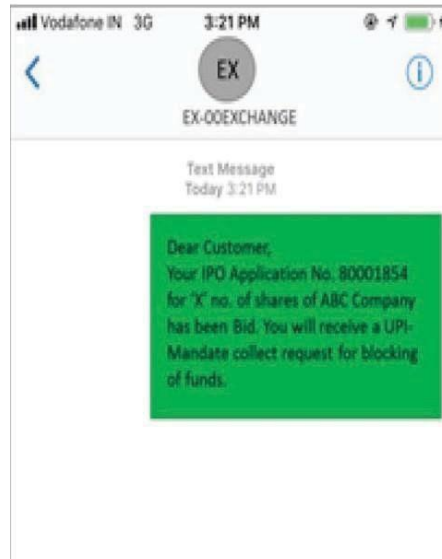 Vodafone IN 3G 3:21 PM
EX
EX-00EXCHANGE
Text Message
Today 3:21 PM
Dear Customer,
Your IPO Application No. 80001854
for 'X' no. of shares of ABC Company
has been Bid. You will receive a UPI-
Mandate collect request for blocking
of funds.